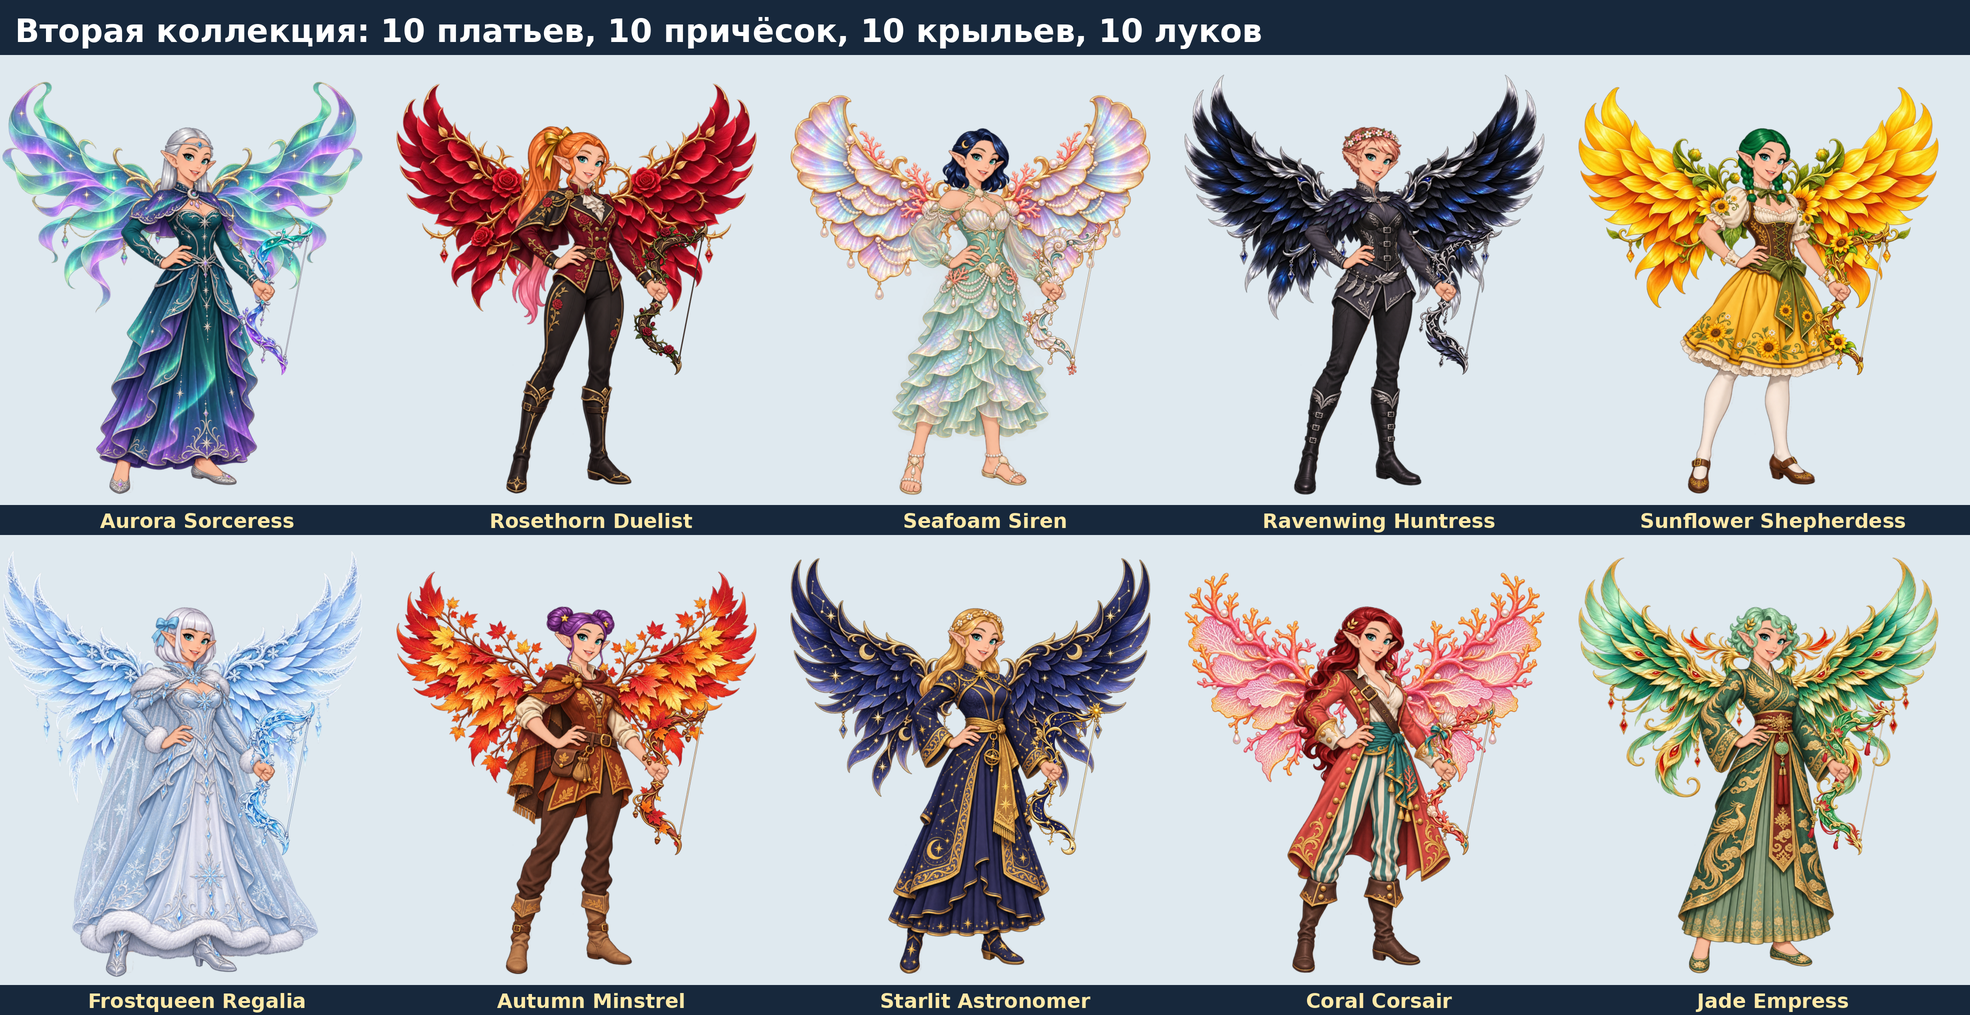 Вторая коллекция: 10 платьев, 10 причёсок, 10 крыльев, 10 луков
Aurora Sorceress
Rosethorn Duelist
Seafoam Siren
Ravenwing Huntress
Sunflower Shepherdess
Frostqueen Regalia
Autumn Minstrel
Starlit Astronomer
Coral Corsair
Jade Empress